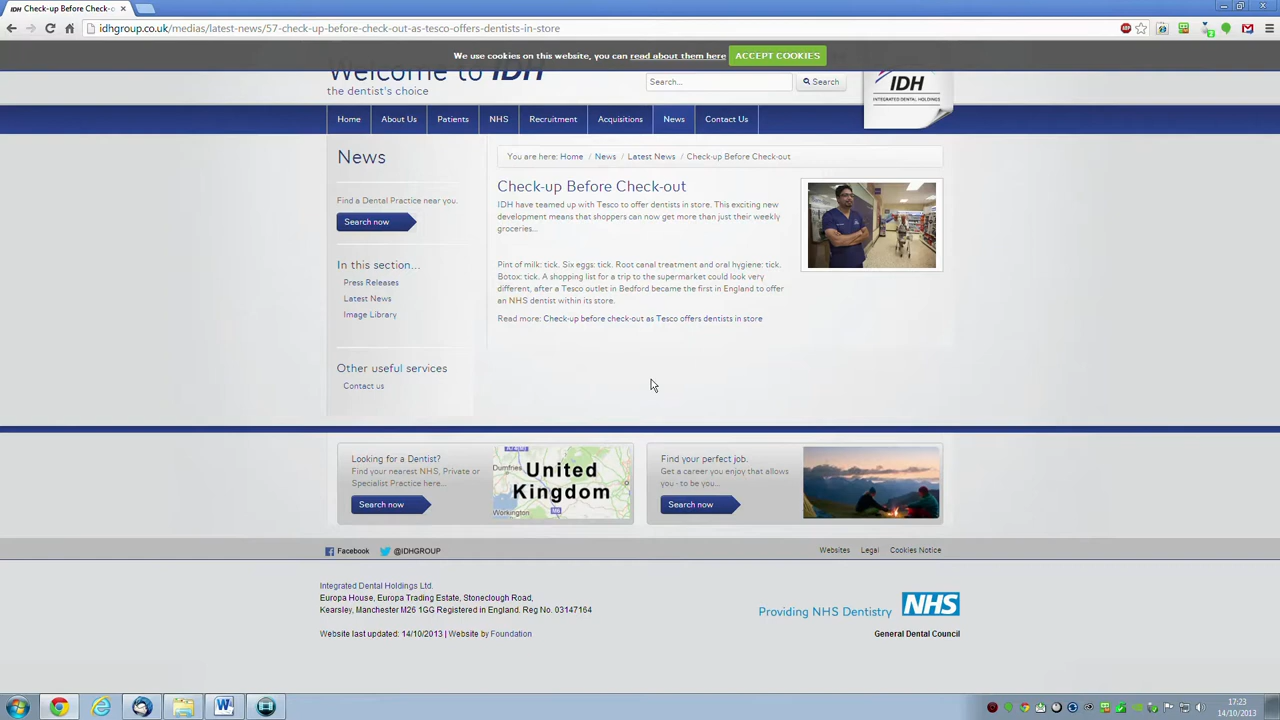 IDH Check-up Before Check-o
idhgroup.co.uk/medias/latest-news/57-check-up-before-check-out-as-tesco-offers-dentists-in-store
We use cookies on this website, you can read about them here ACCEPT COOKIES
Welcome to IDH
the dentist's choice
Search...
Search
IDH
INTEGRATED DENTAL HOLDINGS
Home About Us Patients NHS Recruitment Acquisitions News Contact Us
News
Find a Dental Practice near you.
Search now
In this section...
Press Releases
Latest News
Image Library
Other useful services
Contact us
You are here: Home / News / Latest News / Check-up Before Check-out
Check-up Before Check-out
IDH have teamed up with Tesco to offer dentists in store. This exciting new
development means that shoppers can now get more than just their weekly
groceries...
Pint of milk: tick. Six eggs: tick. Root canal treatment and oral hygiene: tick.
Botox: tick. A shopping list for a trip to the supermarket could look very
different, after a Tesco outlet in Bedford became the first in England to offer
an NHS dentist within its store.
Read more: Check-up before check-out as Tesco offers dentists in store
Looking for a Dentist?
Find your nearest NHS, Private or
Specialist Practice here...
Search now
Dumfries
United
Kingdom
Workington
M6
Find your perfect job.
Get a career you enjoy that allows
you - to be you...
Search now
Facebook @IDHGROUP
Websites Legal Cookies Notice
Integrated Dental Holdings Ltd.
Europa House, Europa Trading Estate, Stoneclough Road,
Kearsley, Manchester M26 1GG Registered in England. Reg No. 03147164
Website last updated: 14/10/2013 | Website by Foundation
Providing NHS Dentistry NHS
General Dental Council
17:23
14/10/2013